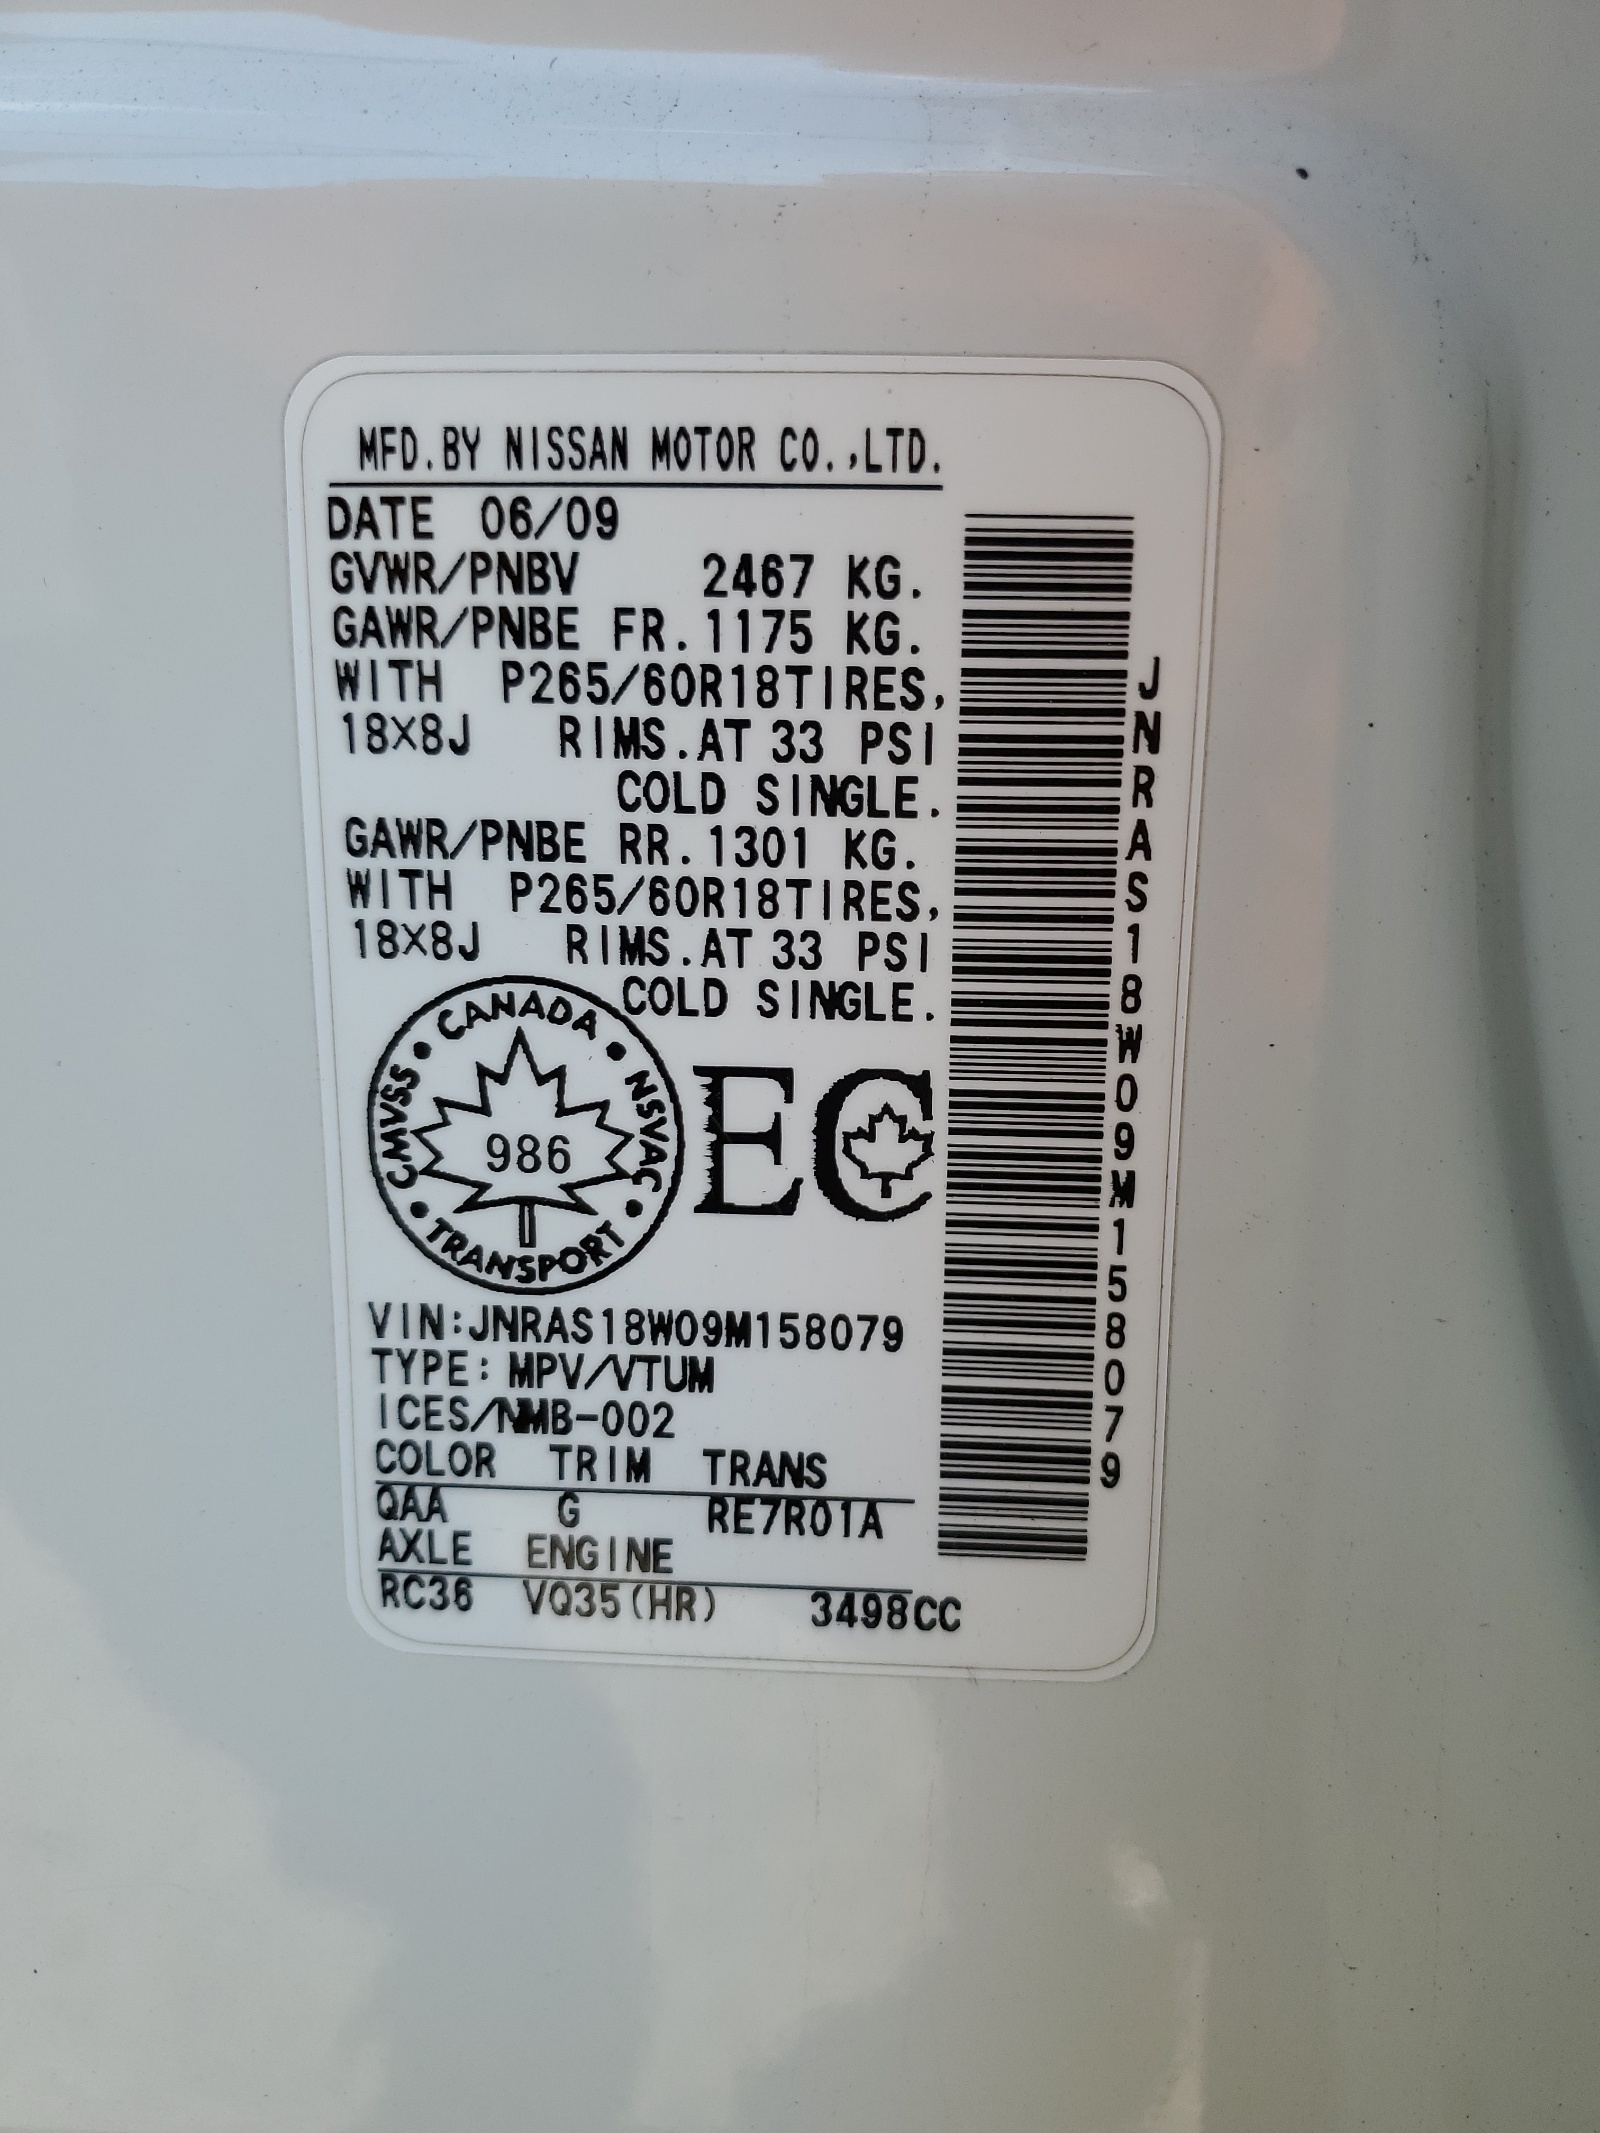 MFD.BY NISSAN MOTOR CO.,LTD.
DATE 06/09
GVWR/PNBV 2467 KG.
GAWR/PNBE FR.1175 KG.
WITH P265/60R18TIRES,
18X8J RIMS.AT 33 PSI
COLD SINGLE.
GAWR/PNBE RR.1301 KG.
WITH P265/60R18TIRES,
18X8J RIMS.AT 33 PSI
COLD SINGLE.
CANADA • NSVAC • TRANSPORT • CMVSS •
986
EC
VIN:JNRAS18W09M158079
TYPE: MPV/VTUM
ICES/NMB-002
COLOR TRIM TRANS
QAA G RE7R01A
AXLE ENGINE
RC36 VQ35(HR) 3498CC
JNRAS18W09M158079